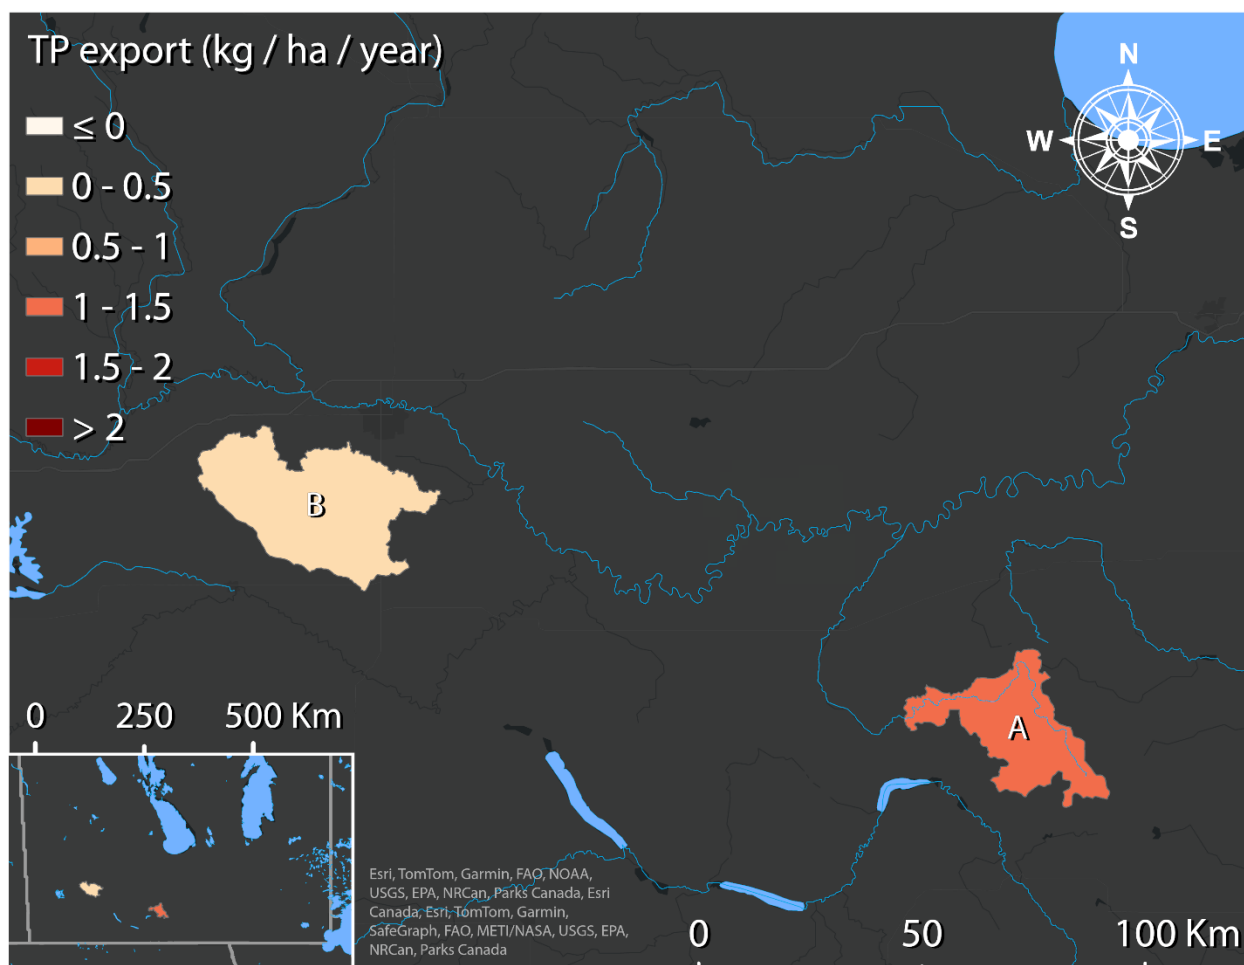 TP export (kg / ha / year)
≤ 0
0 - 0.5
0.5 - 1
1 - 1.5
1.5 - 2
> 2
N
W E
S
B
A
0 250 500 Km
Esri, TomTom, Garmin, FAO, NOAA,
USGS, EPA, NRCan, Parks Canada, Esri
Canada, Esri, TomTom, Garmin,
SafeGraph, FAO, METI/NASA, USGS, EPA,
NRCan, Parks Canada
0 50 100 Km